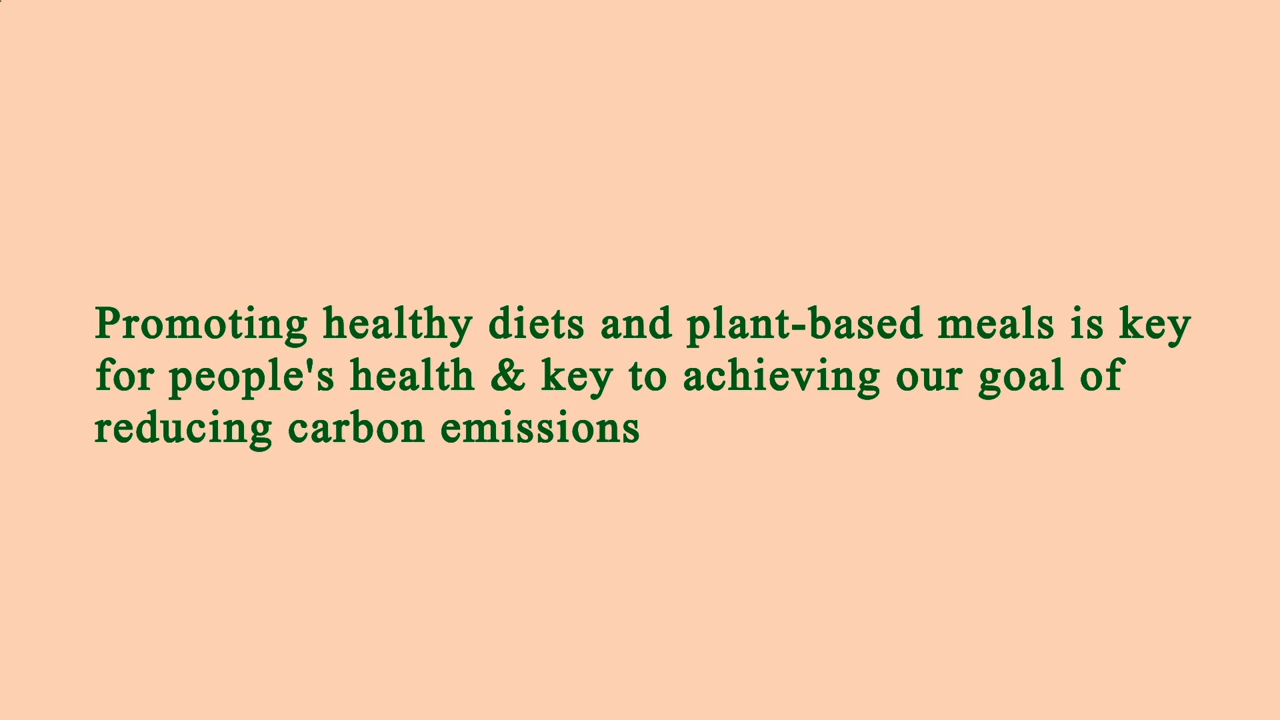 Promoting healthy diets and plant-based meals is key
for people's health & key to achieving our goal of
reducing carbon emissions